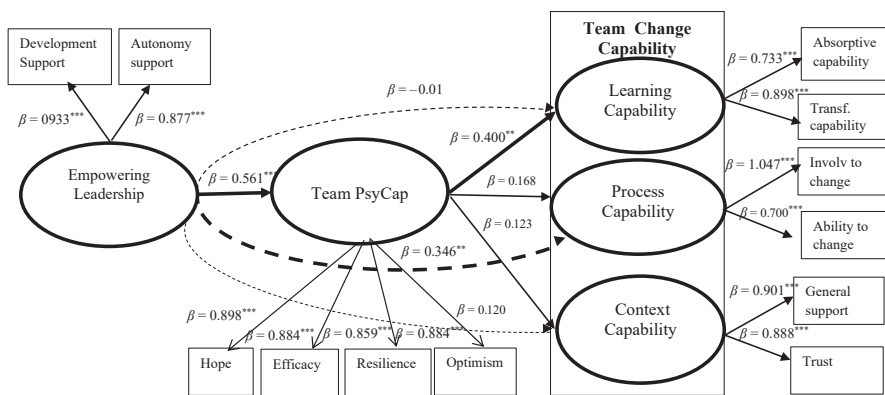 Team Change
Capability
Development
Support
Autonomy
support
Absorptive
capability
β = 0.733***
β = −0.01
Learning
Capability
β = 0.898***
Transf.
capability
β = 0933***
β = 0.877***
β = 0.400**
Empowering
Leadership
β = 0.561***
Team PsyCap
β = 0.168
Process
Capability
β = 1.047***
Involv to
change
β = 0.700***
Ability to
change
β = 0.123
β = 0.346**
Context
Capability
β = 0.901***
General
support
β = 0.888***
Trust
β = 0.898***
β = 0.884***
β = 0.859***
β = 0.884***
β = 0.120
Hope
Efficacy
Resilience
Optimism